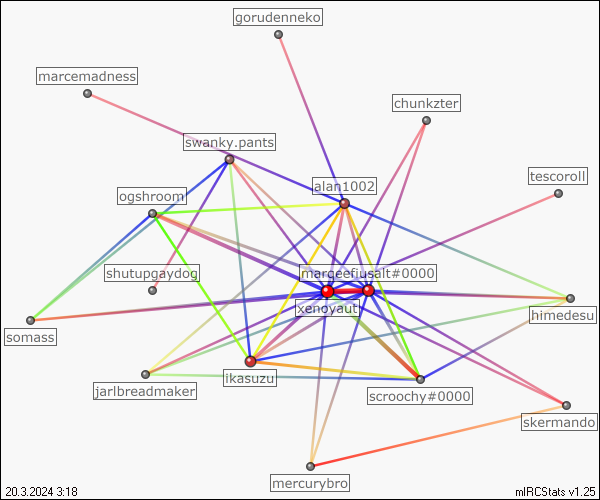 gorudenneko
marcemadness
chunkzter
swanky.pants
tescoroll
alan1002
ogshroom
shutupgaydog
marqeefiusait#0000
xenoyaut
himedesu
somass
ikasuzu
jarlbreadmaker
scroochy#0000
skermando
mercurybro
20.3.2024 3:18
mIRCStats v1.25